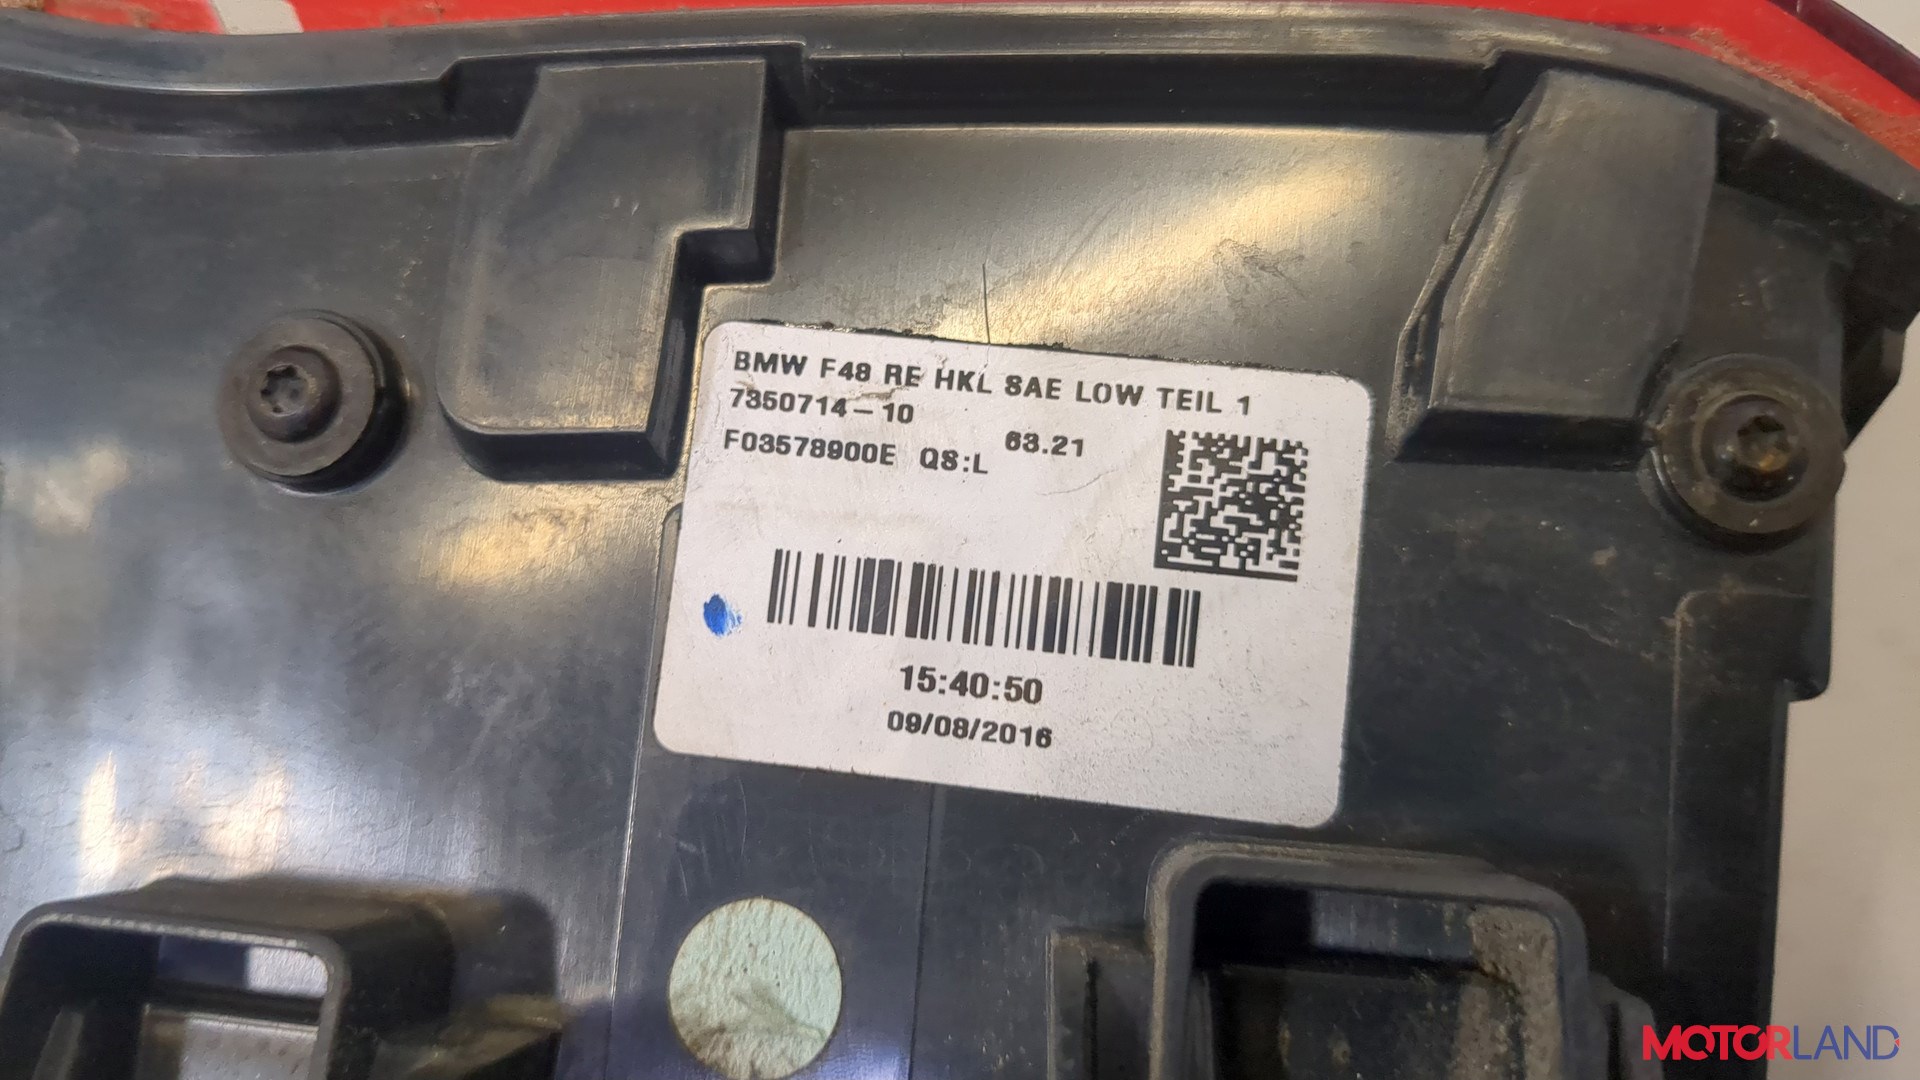 BMW F48 RE HKL SAE LOW TEIL 1
7350714-10
63.21
F03578900E QS:L
15:40:50
09/08/2016
MOTORLAND